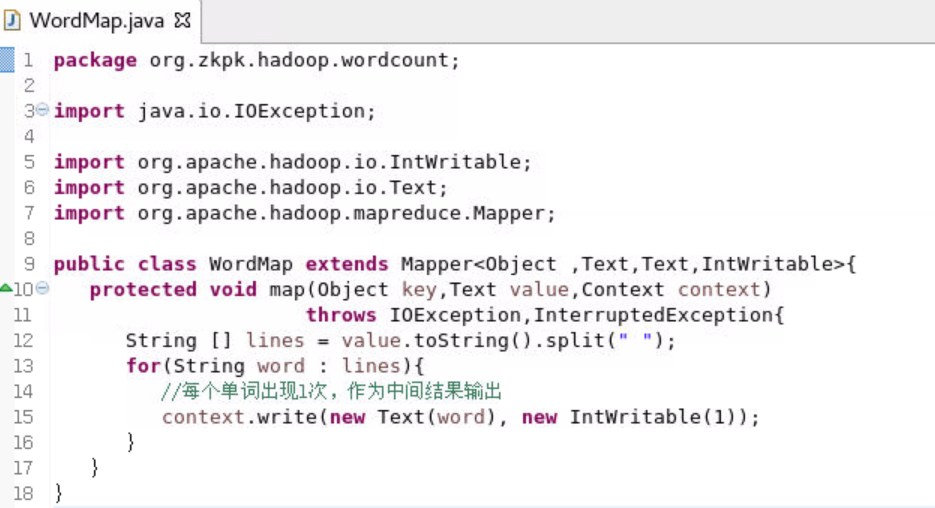 WordMap.java
1 package org.zkpk.hadoop.wordcount;
2
3 import java.io.IOException;
4
5 import org.apache.hadoop.io.IntWritable;
6 import org.apache.hadoop.io.Text;
7 import org.apache.hadoop.mapreduce.Mapper;
8
9 public class WordMap extends Mapper<Object ,Text,Text,IntWritable>{
10    protected void map(Object key,Text value,Context context)
11                      throws IOException,InterruptedException{
12       String [] lines = value.toString().split(" ");
13       for(String word : lines){
14          //每个单词出现1次，作为中间结果输出
15          context.write(new Text(word), new IntWritable(1));
16       }
17    }
18 }